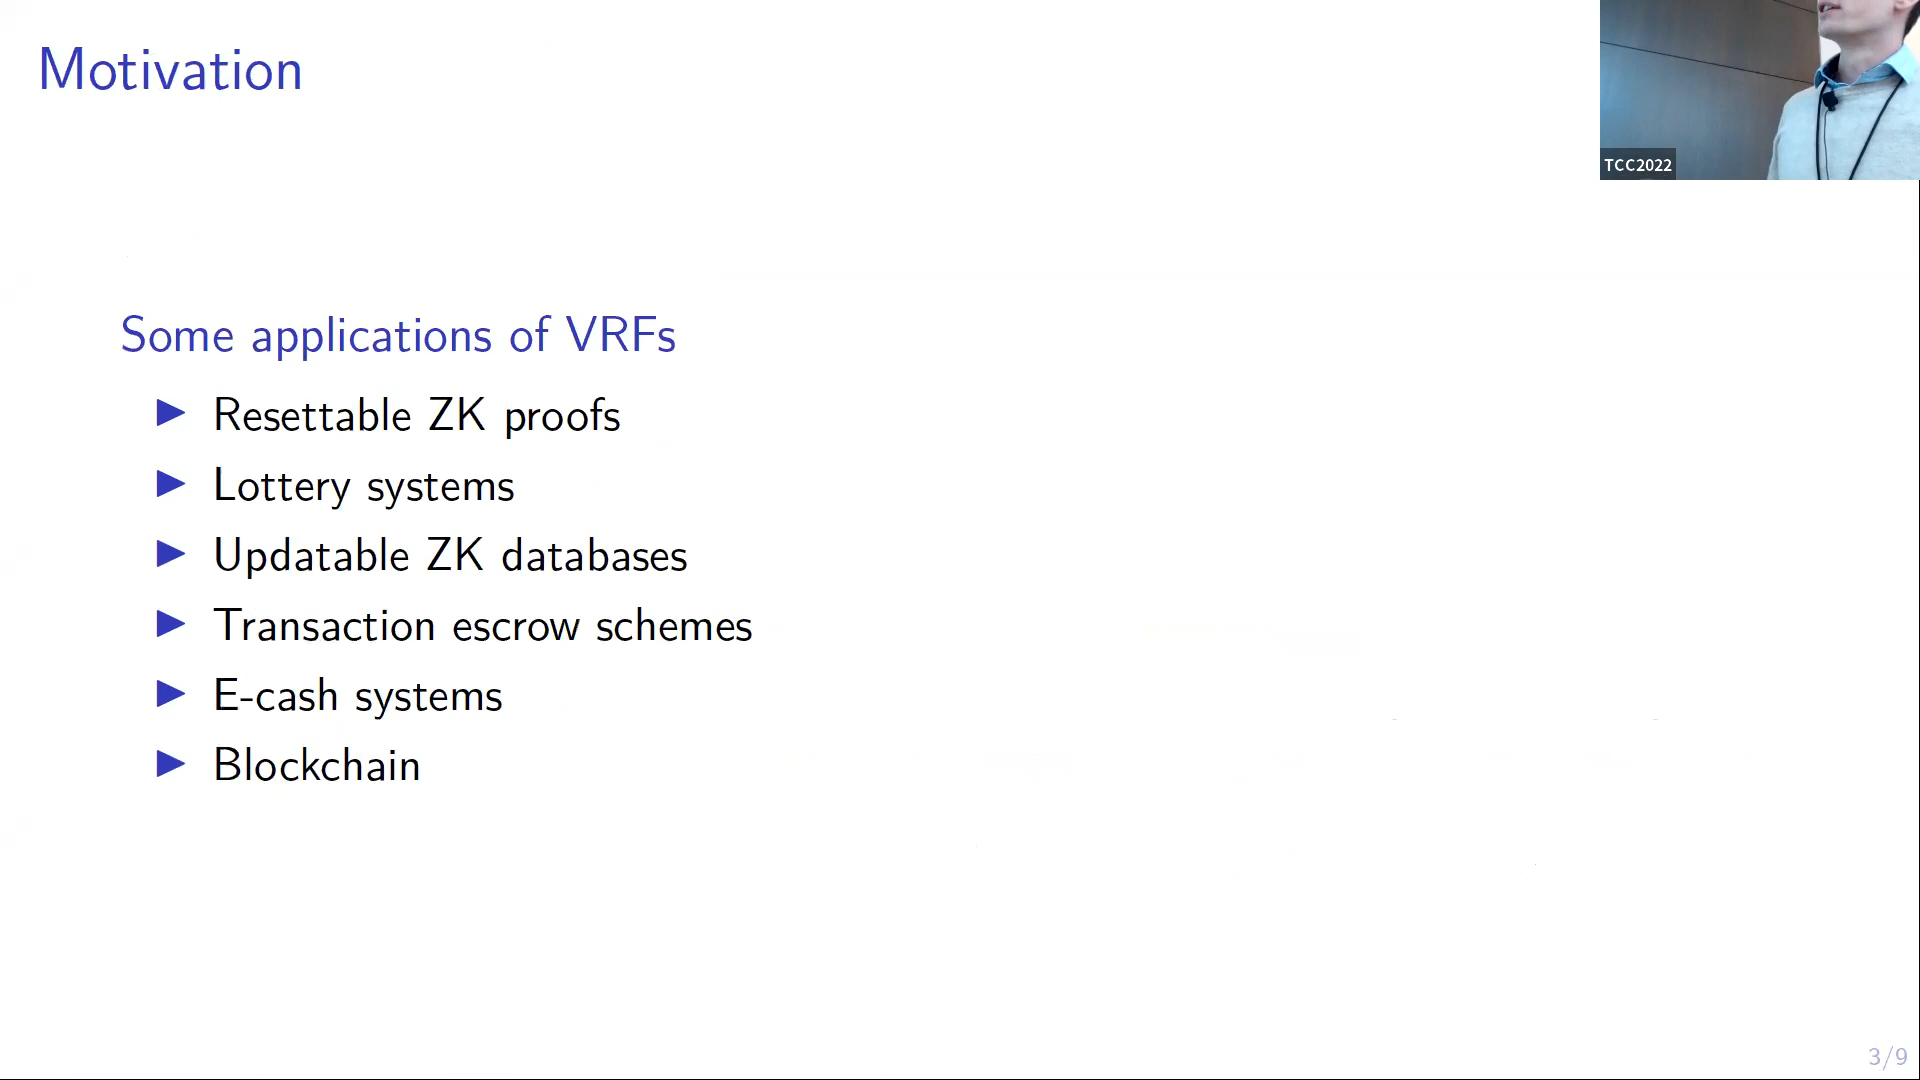 Motivation
TCC2022
Some applications of VRFs
Resettable ZK proofs
Lottery systems
Updatable ZK databases
Transaction escrow schemes
E-cash systems
Blockchain
3/9